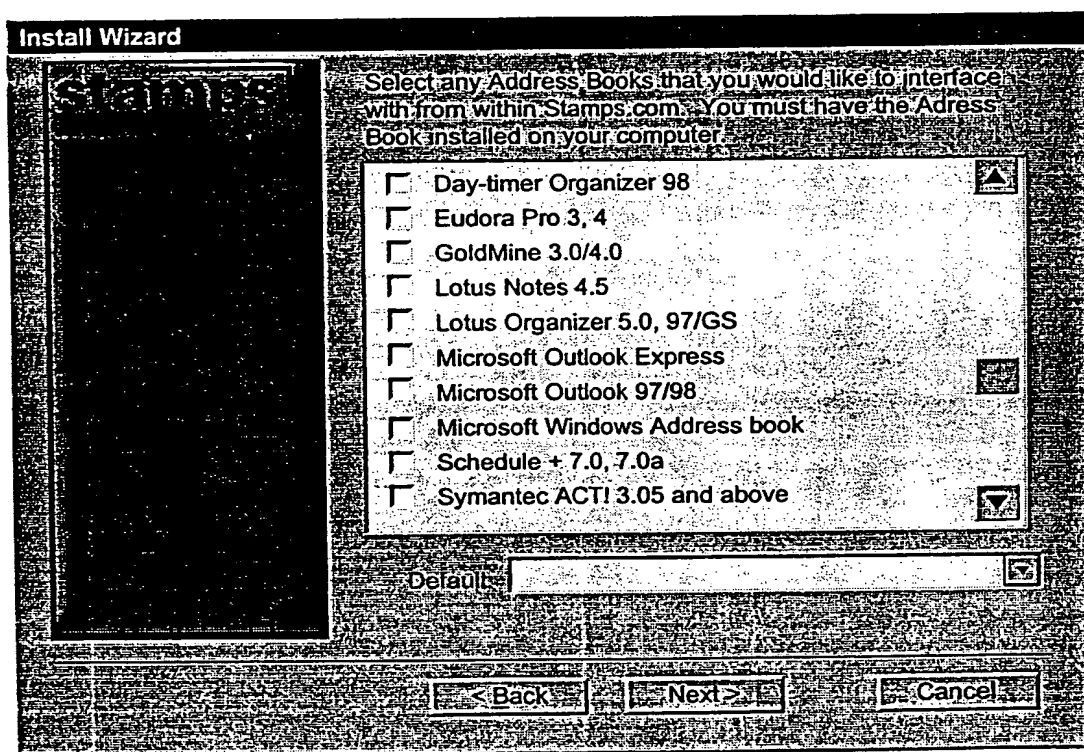 Install Wizard
stamps
Select any Address Books that you would like to interface
with from within Stamps.com. You must have the Adress
Book installed on your computer
Day-timer Organizer 98
Eudora Pro 3, 4
GoldMine 3.0/4.0
Lotus Notes 4.5
Lotus Organizer 5.0, 97/GS
Microsoft Outlook Express
Microsoft Outlook 97/98
Microsoft Windows Address book
Schedule + 7.0, 7.0a
Symantec ACT! 3.05 and above
Default:
< Back
Next >
Cancel